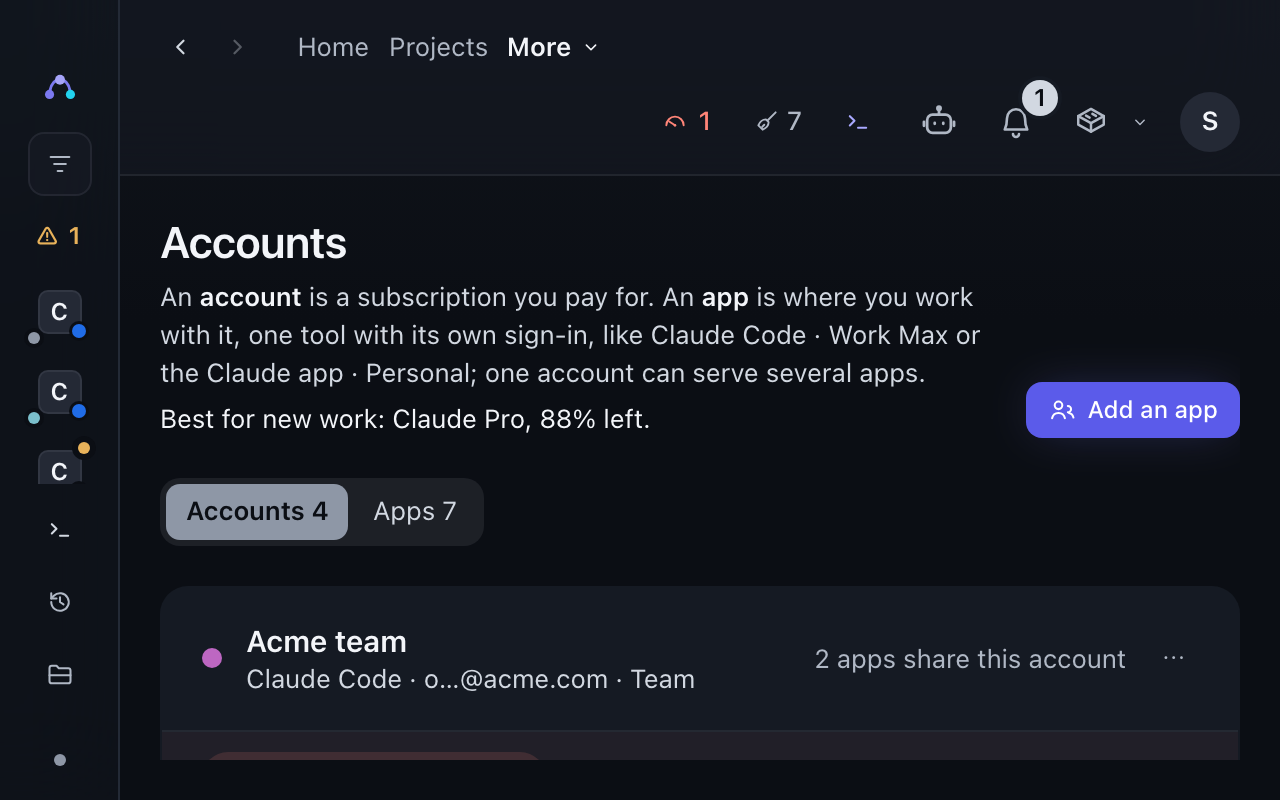 Home Projects More
1 7 1 S
1
C
C
C
Accounts
An account is a subscription you pay for. An app is where you work
with it, one tool with its own sign-in, like Claude Code · Work Max or
the Claude app · Personal; one account can serve several apps.
Best for new work: Claude Pro, 88% left.
Add an app
Accounts 4 Apps 7
Acme team
Claude Code · o...@acme.com · Team
2 apps share this account